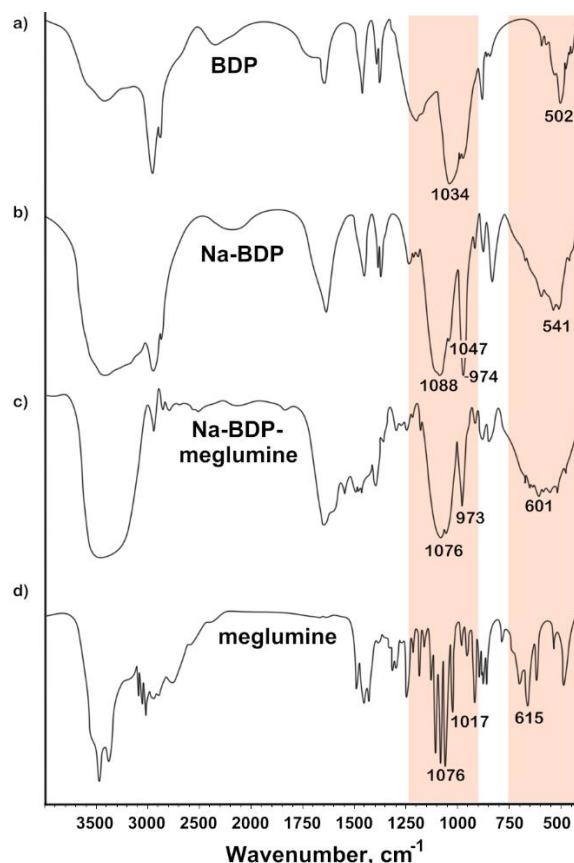 a)
BDP
502
1034
b)
Na-BDP
1047
541
974
1088
c)
Na-BDP-
meglumine
973
601
1076
d)
meglumine
1017
615
1076
3500 3000 2500 2000 1750 1500 1250 1000 750 500
Wavenumber, cm-1